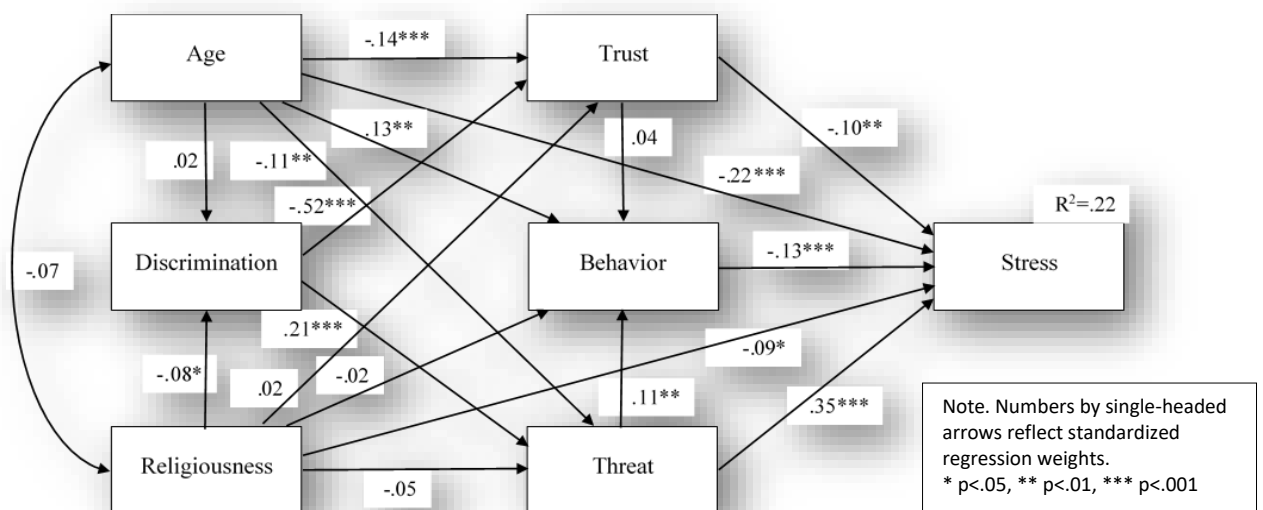 Age
-.14***
Trust
.13**
.04
-.10**
.02
-.11**
-.22***
-.52***
R²=.22
Discrimination
Behavior
-.13***
Stress
-.07
.21***
-.08*
.02
-.02
-.09*
.11**
.35***
Religiousness
-.05
Threat
Note. Numbers by single-headed
arrows reflect standardized
regression weights.
* p<.05, ** p<.01, *** p<.001